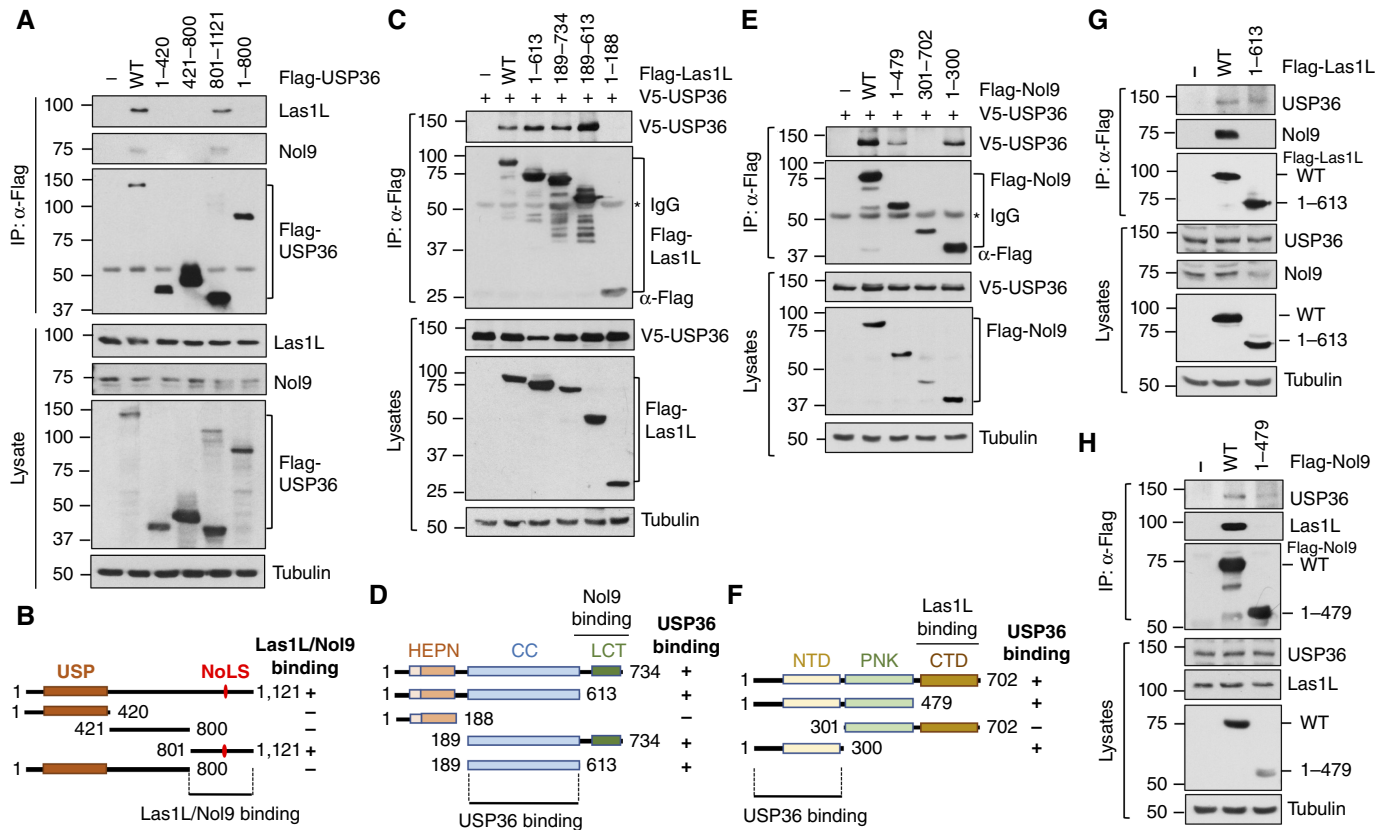 A
– WT 1–420 421–800 801–1121 1–800 Flag-USP36
IP: α-Flag
100 Las1L
75 Nol9
150
100
75
50
37
Flag-
USP36
Lysate
100 Las1L
75 Nol9
150
100
75
50
37
Flag-
USP36
50 Tubulin
B
Las1L/Nol9
binding
USP NoLS
1 1,121 +
1 420 –
421 800 –
801 1,121 +
1 800 –
Las1L/Nol9 binding
C
– WT 1–613 189–734 189–613 1–188 Flag-Las1L
+ + + + + + V5-USP36
IP: α-Flag
150 V5-USP36
100
75
50
37
25
* IgG
Flag-
Las1L
α-Flag
Lysates
150 V5-USP36
100
75
50
37
25
Flag-
Las1L
50 Tubulin
D
Nol9
binding
USP36
binding
HEPN CC LCT
1 734 +
1 613 +
1 188 –
189 734 +
189 613 +
USP36 binding
E
– WT 1–479 301–702 1–300 Flag-Nol9
+ + + + + V5-USP36
IP: α-Flag
150 V5-USP36
100
75
50
37
Flag-Nol9
* IgG
α-Flag
Lysates
150 V5-USP36
100
75
50
37
Flag-Nol9
50 Tubulin
F
Las1L
binding
USP36
binding
NTD PNK CTD
1 702 +
1 479 +
301 702 –
1 300 +
USP36 binding
G
– WT 1–613 Flag-Las1L
IP: α-Flag
150 USP36
75 Nol9
Flag-Las1L
100 WT
75 1–613
Lysates
150 USP36
75 Nol9
100 WT
75 1–613
50 Tubulin
H
– WT 1–479 Flag-Nol9
IP: α-Flag
150 USP36
100 Las1L
Flag-Nol9
75 WT
50 1–479
Lysates
150 USP36
100 Las1L
75 WT
50 1–479
50 Tubulin